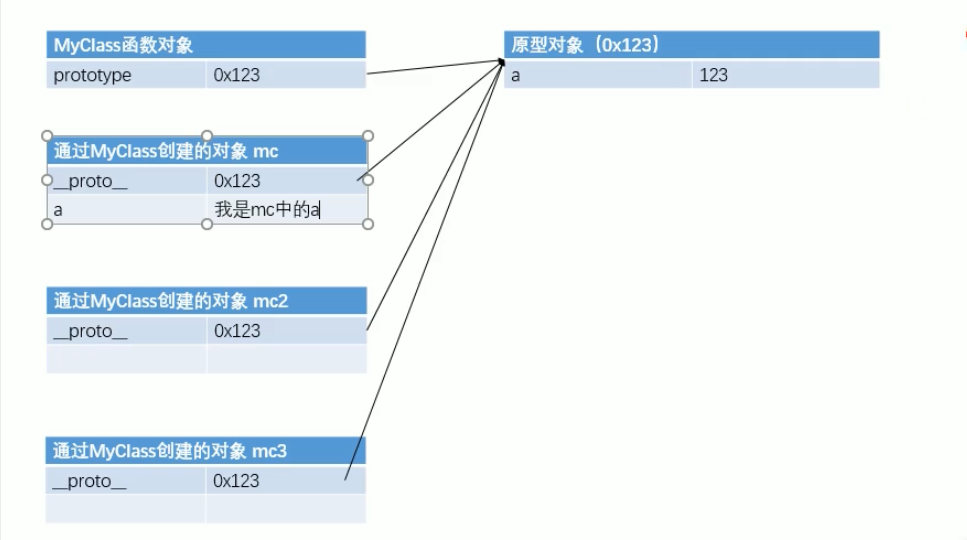 MyClass函数对象
prototype 0x123
原型对象（0x123）
a 123
通过MyClass创建的对象 mc
__proto__ 0x123
a 我是mc中的a
通过MyClass创建的对象 mc2
__proto__ 0x123
通过MyClass创建的对象 mc3
__proto__ 0x123